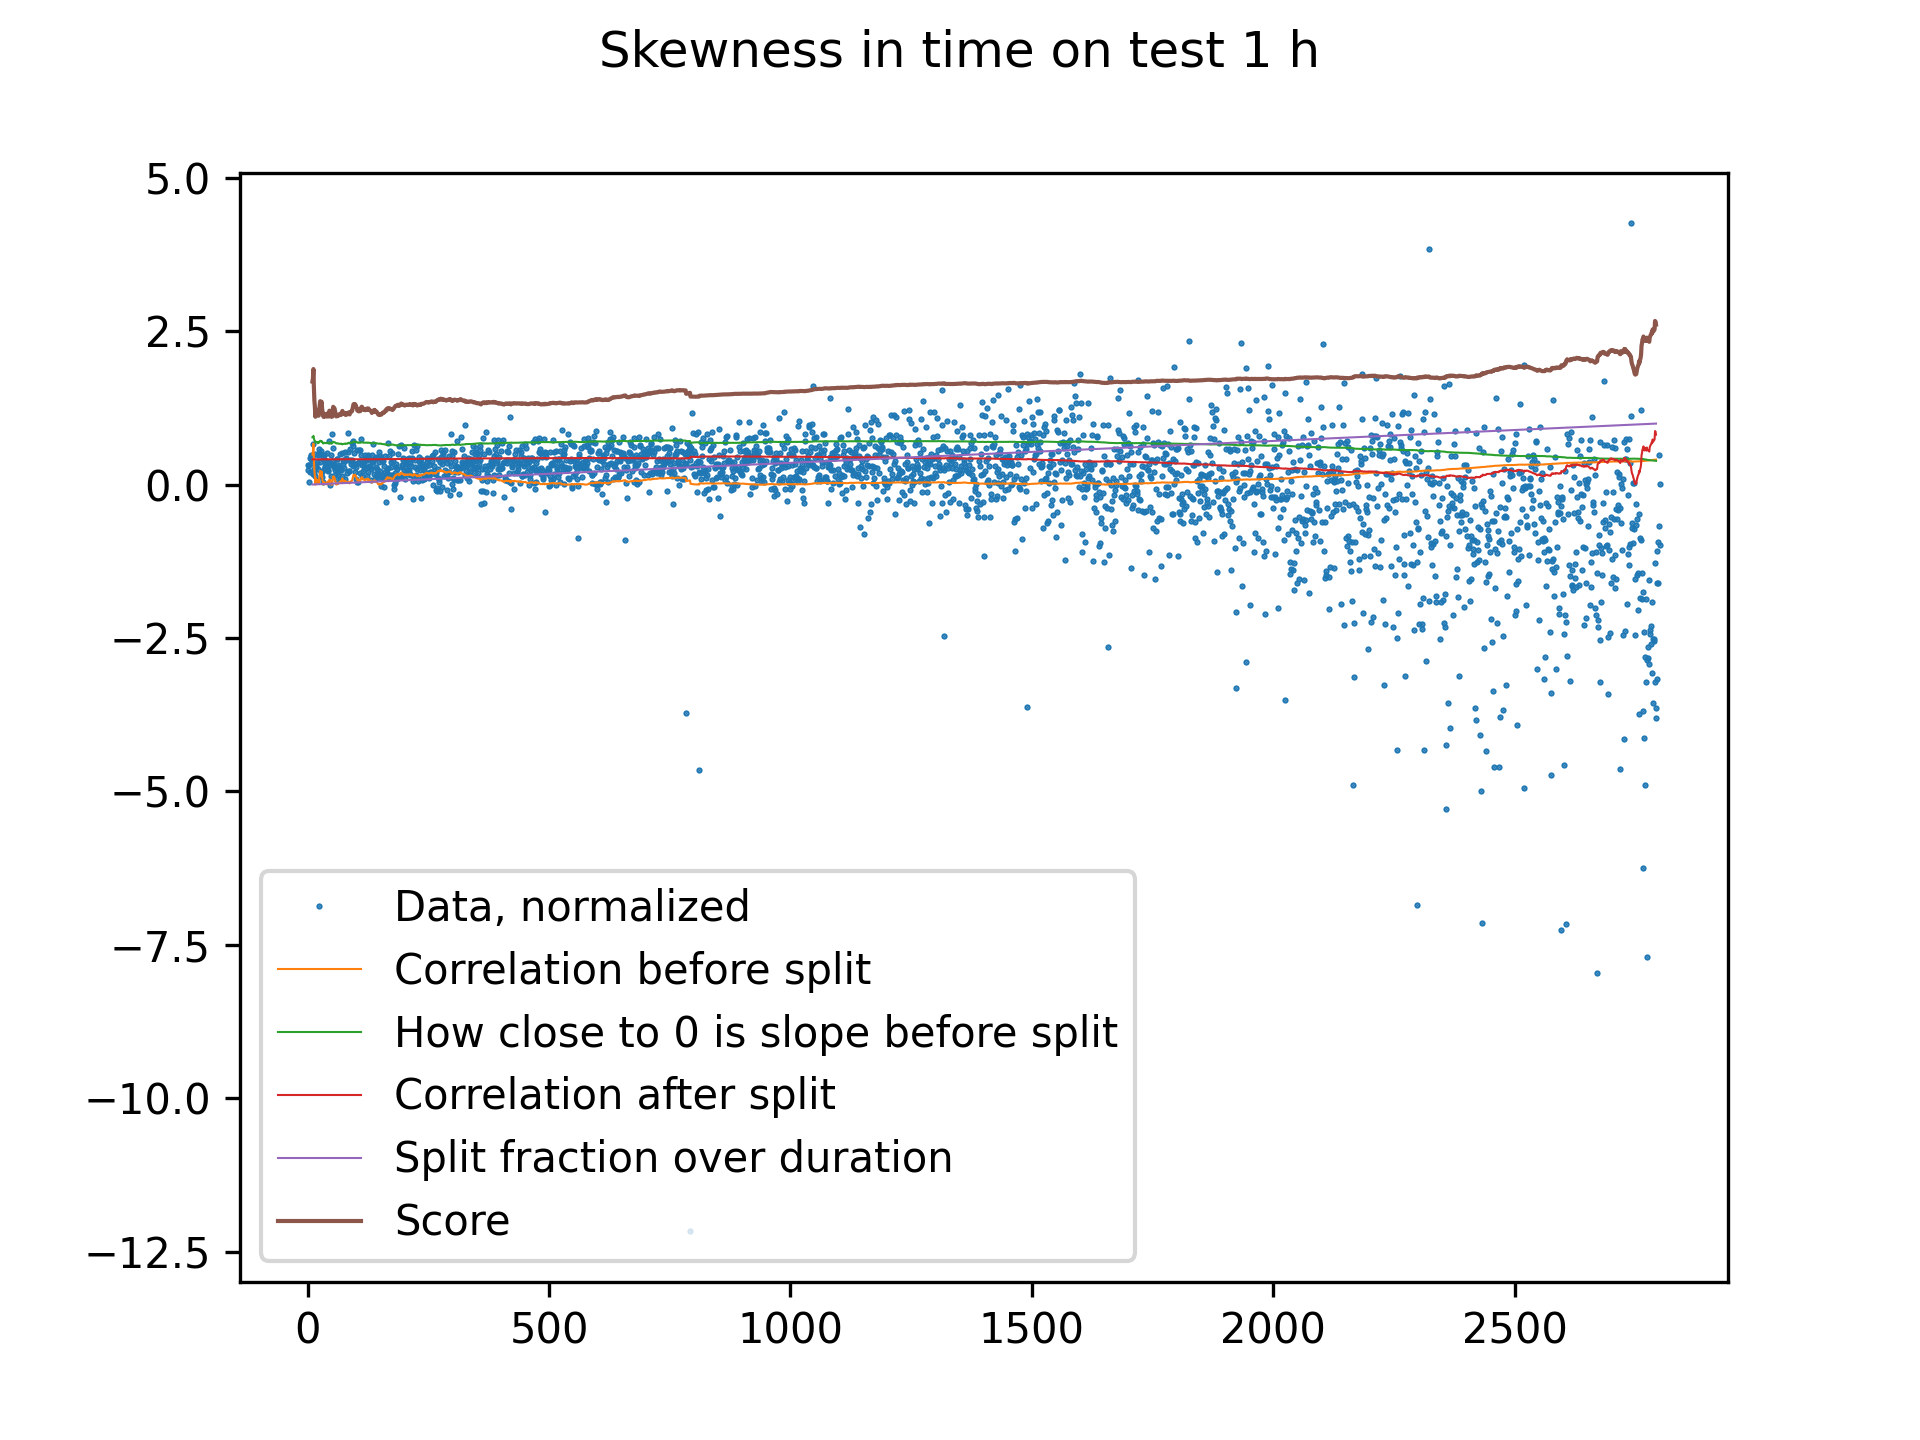 Skewness in time on test 1 h
5.0
2.5
0.0
−2.5
−5.0
−7.5
−10.0
−12.5
Data, normalized
Correlation before split
How close to 0 is slope before split
Correlation after split
Split fraction over duration
Score
0 500 1000 1500 2000 2500